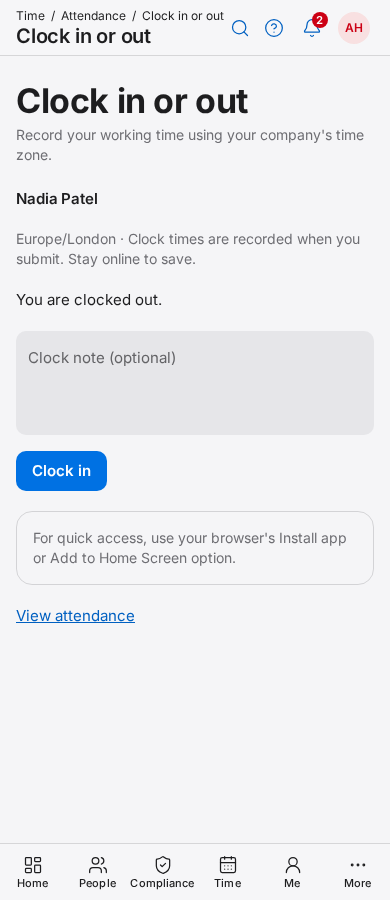 Time / Attendance / Clock in or out
Clock in or out
2
AH
Clock in or out
Record your working time using your company's time
zone.
Nadia Patel
Europe/London · Clock times are recorded when you
submit. Stay online to save.
You are clocked out.
Clock note (optional)
Clock in
For quick access, use your browser's Install app
or Add to Home Screen option.
View attendance
Home People Compliance Time Me More